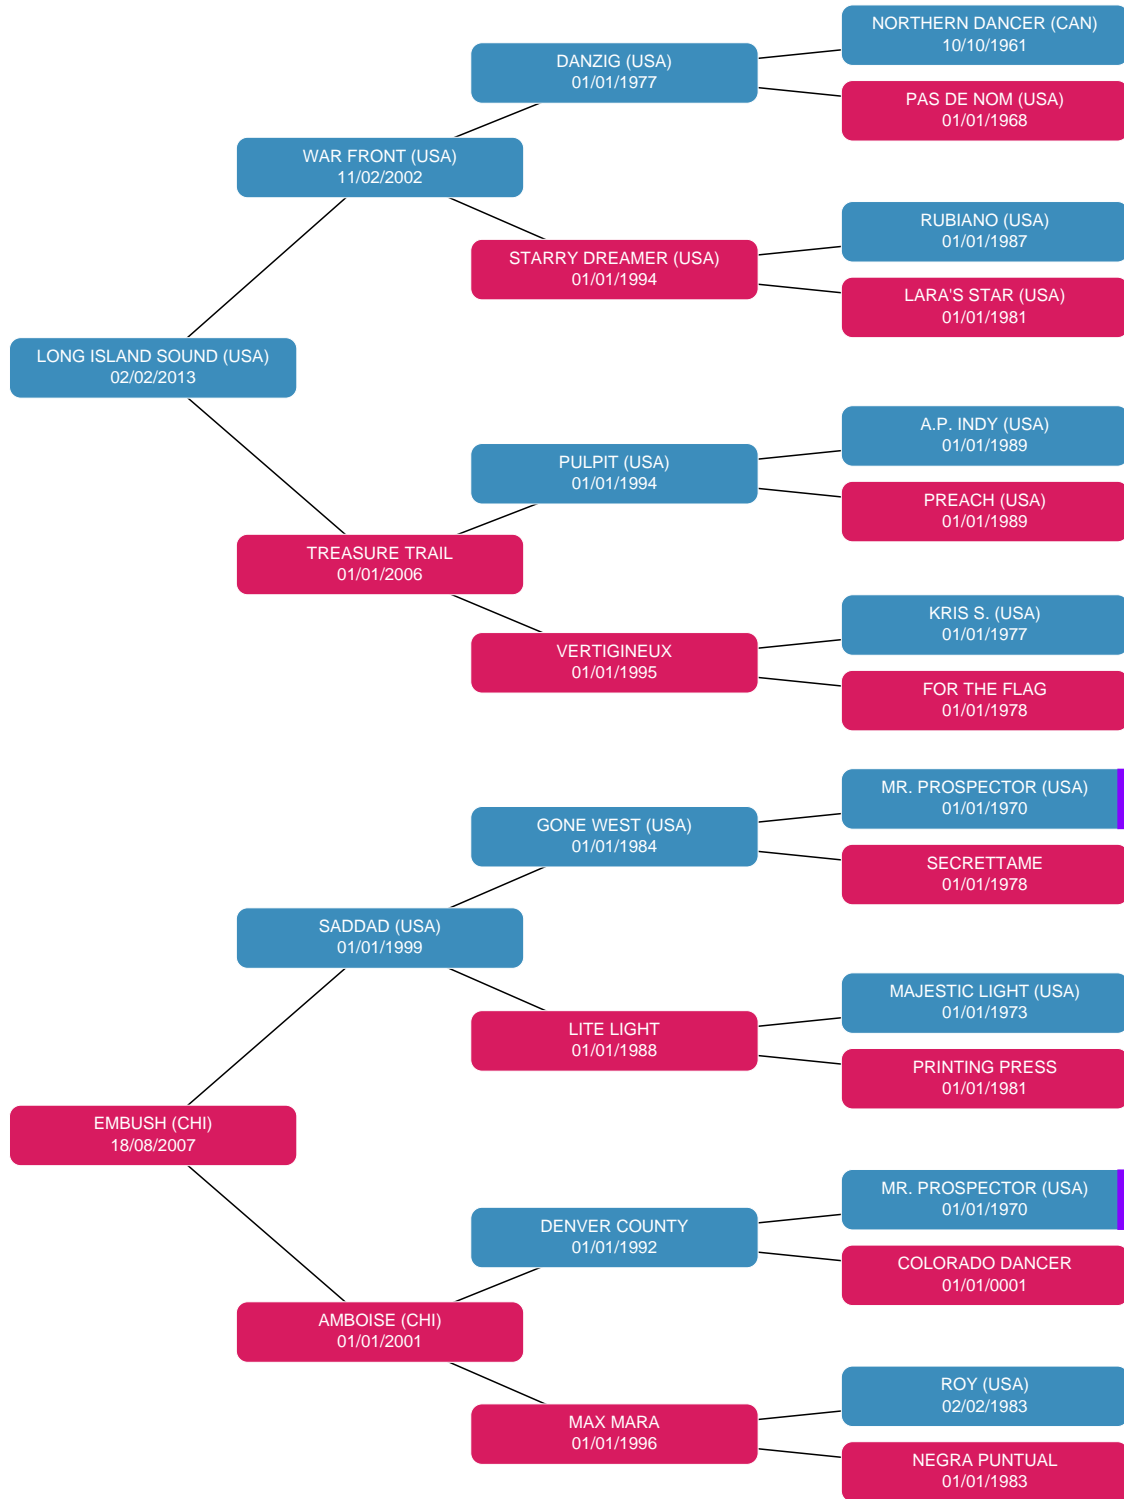 NORTHERN DANCER (CAN)
10/10/1961
DANZIG (USA)
01/01/1977
PAS DE NOM (USA)
01/01/1968
WAR FRONT (USA)
11/02/2002
RUBIANO (USA)
01/01/1987
STARRY DREAMER (USA)
01/01/1994
LARA'S STAR (USA)
01/01/1981
LONG ISLAND SOUND (USA)
02/02/2013
A.P. INDY (USA)
01/01/1989
PULPIT (USA)
01/01/1994
PREACH (USA)
01/01/1989
TREASURE TRAIL
01/01/2006
KRIS S. (USA)
01/01/1977
VERTIGINEUX
01/01/1995
FOR THE FLAG
01/01/1978
MR. PROSPECTOR (USA)
01/01/1970
GONE WEST (USA)
01/01/1984
SECRETTAME
01/01/1978
SADDAD (USA)
01/01/1999
MAJESTIC LIGHT (USA)
01/01/1973
LITE LIGHT
01/01/1988
PRINTING PRESS
01/01/1981
EMBUSH (CHI)
18/08/2007
MR. PROSPECTOR (USA)
01/01/1970
DENVER COUNTY
01/01/1992
COLORADO DANCER
01/01/0001
AMBOISE (CHI)
01/01/2001
ROY (USA)
02/02/1983
MAX MARA
01/01/1996
NEGRA PUNTUAL
01/01/1983